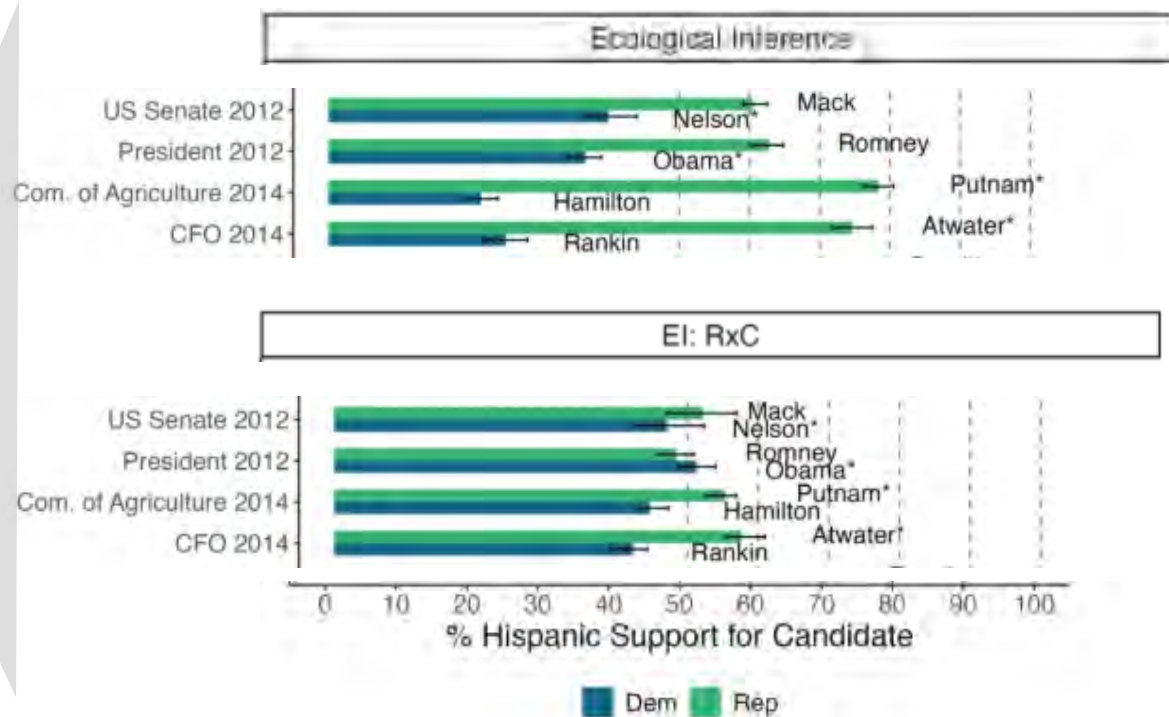 Ecological Inference
US Senate 2012
Mack
Nelson*
President 2012
Romney
Obama*
Com. of Agriculture 2014
Putnam*
Hamilton
CFO 2014
Atwater*
Rankin
EI: RxC
US Senate 2012
Mack
Nelson*
President 2012
Romney
Obama*
Com. of Agriculture 2014
Putnam*
Hamilton
CFO 2014
Atwater*
Rankin
0 10 20 30 40 50 60 70 80 90 100
% Hispanic Support for Candidate
Dem Rep